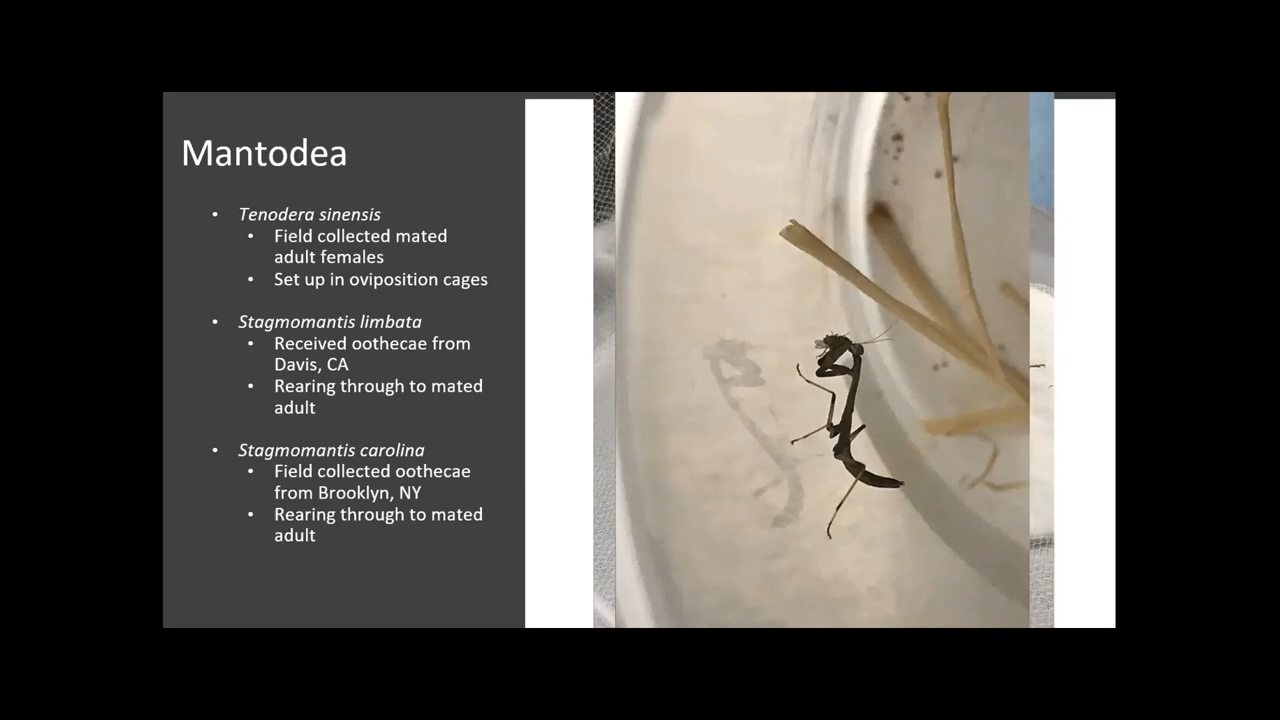 Mantodea
• Tenodera sinensis
• Field collected mated
adult females
• Set up in oviposition cages
• Stagmomantis limbata
• Received oothecae from
Davis, CA
• Rearing through to mated
adult
• Stagmomantis carolina
• Field collected oothecae
from Brooklyn, NY
• Rearing through to mated
adult